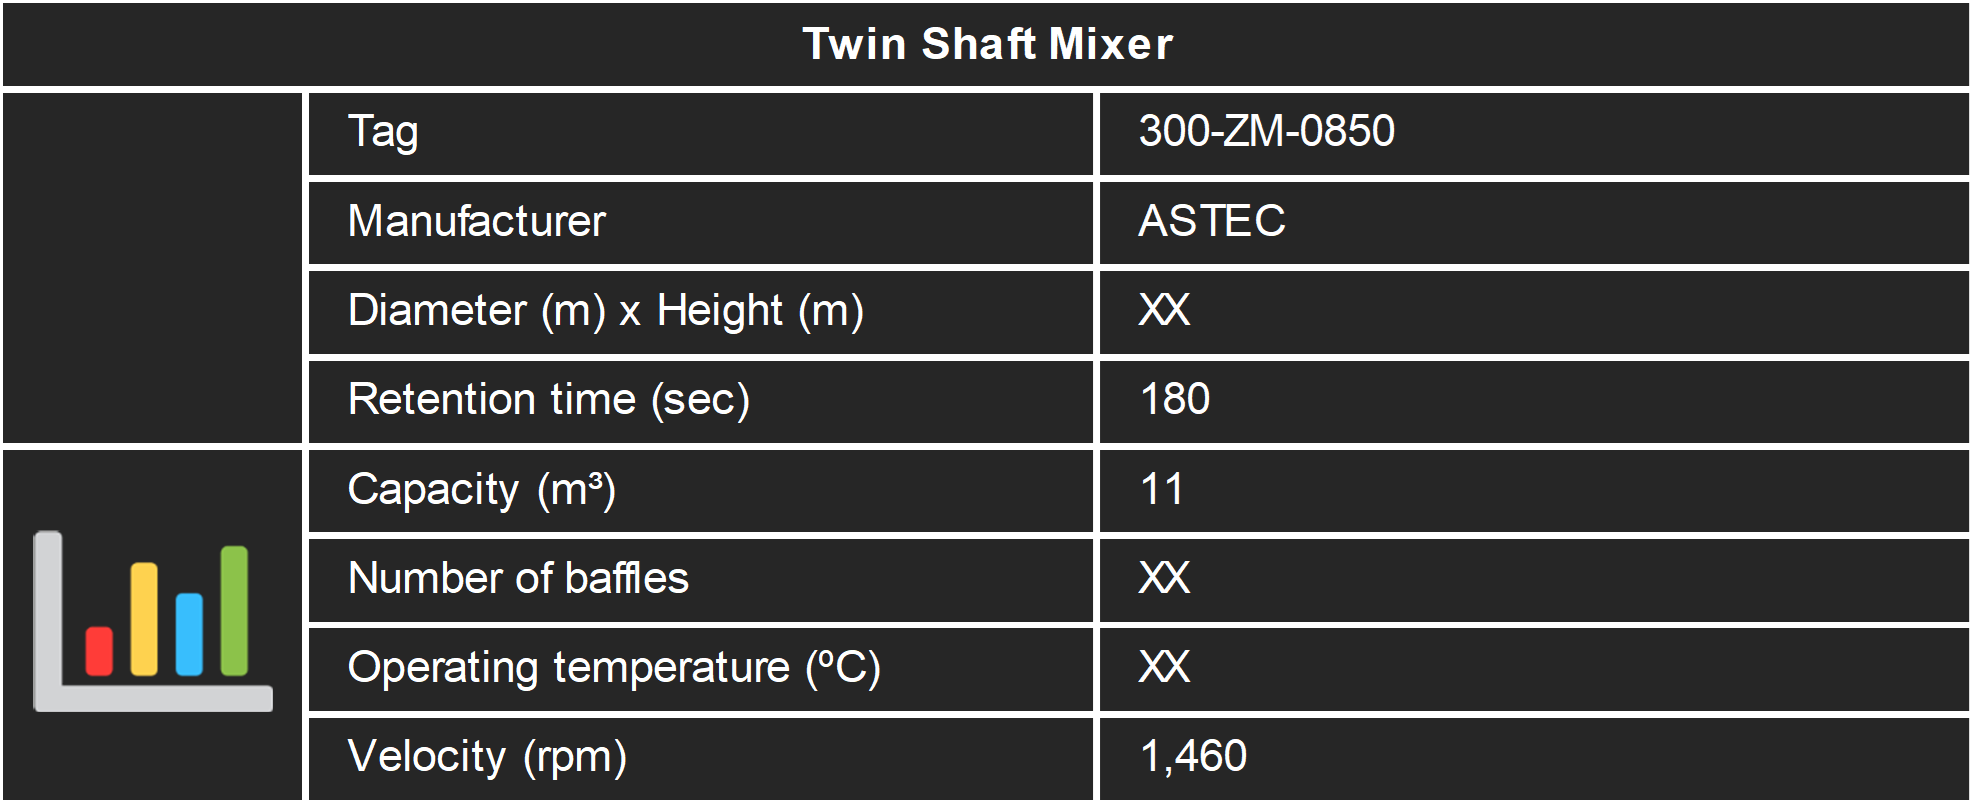 Twin Shaft Mixer
Tag 300-ZM-0850
Manufacturer ASTEC
Diameter (m) x Height (m) XX
Retention time (sec) 180
Capacity (m³) 11
Number of baffles XX
Operating temperature (ºC) XX
Velocity (rpm) 1,460